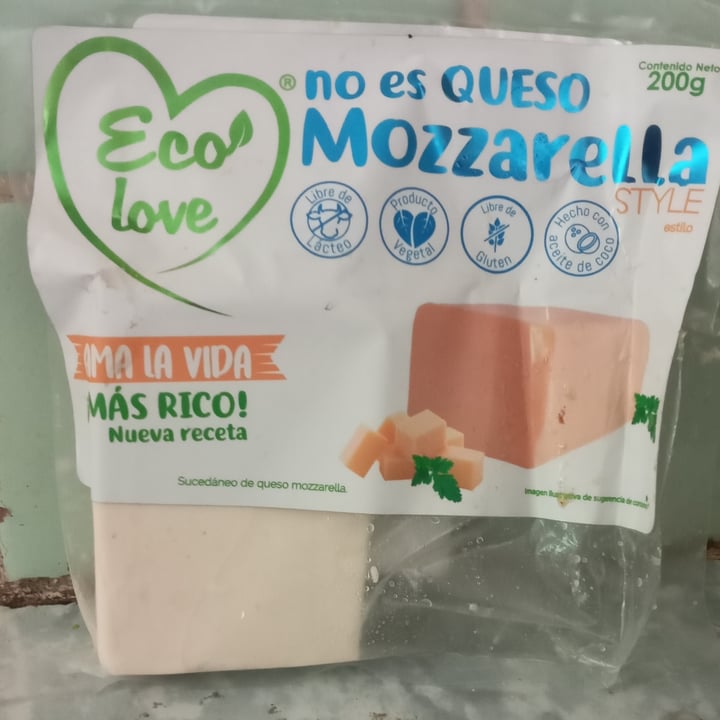 Eco
love
®
no es QUESO
Mozzarella
STYLE
estilo
Contenido Neto
200g
Libre de
Lácteo
Producto
Vegetal
Libre de
Gluten
Hecho con
aceite de coco
AMA LA VIDA
MÁS RICO!
Nueva receta
Sucedáneo de queso mozzarella.
Imagen ilustrativa de sugerencia de